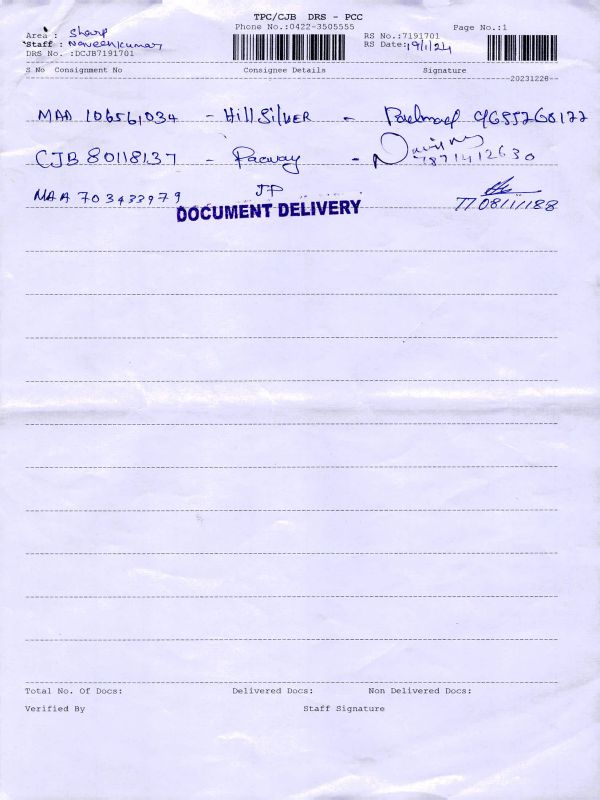 TPC/CJB DRS - PCC
Phone No.:0422-3505555 Page No.:1
Area : Sharp RS No.:7191701
Staff : Naveenkumar RS Date: 19/1/24
DRS No. :DCJB7191701
S No Consignment No Consignee Details Signature
20231228
MAA 106561034 - Hill Silver - 9655260122
CJB 80118137 - Pacway - 7871412630
MAA 703433979 JP 7708111188
DOCUMENT DELIVERY
Total No. Of Docs: Delivered Docs: Non Delivered Docs:
Verified By Staff Signature